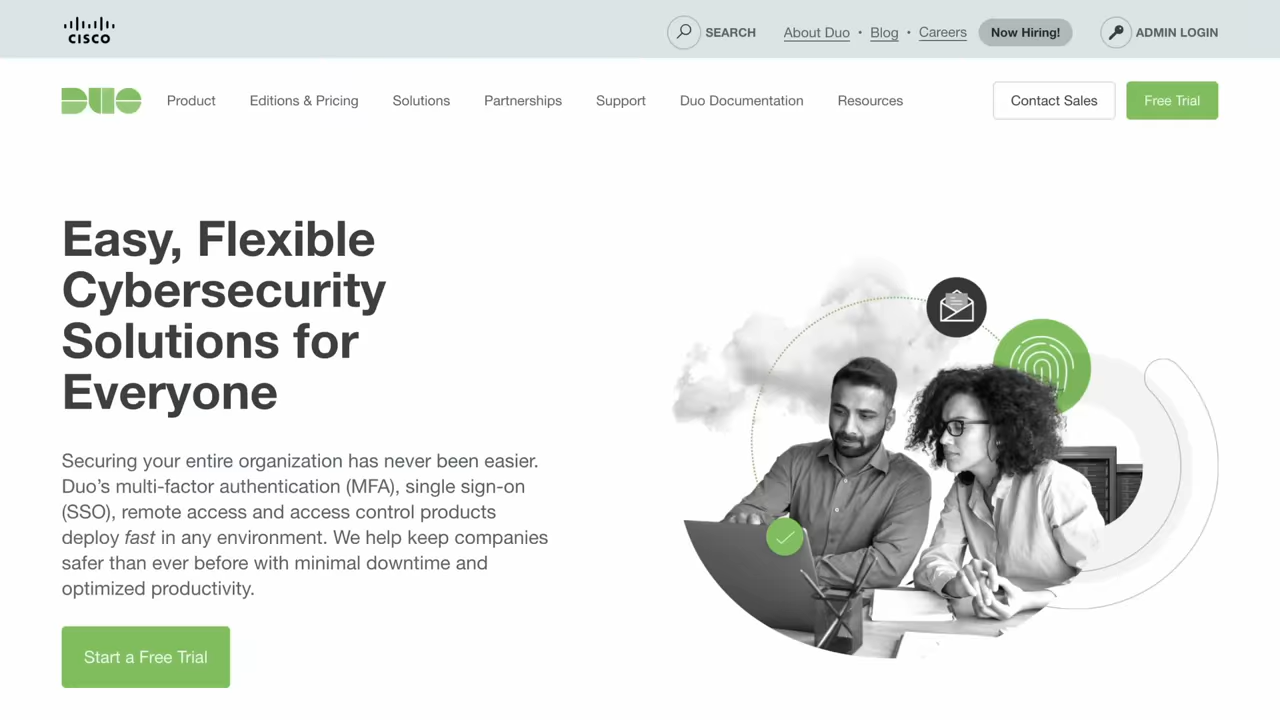 CISCO
SEARCH
About Duo • Blog • Careers
Now Hiring!
ADMIN LOGIN
DUO
Product
Editions & Pricing
Solutions
Partnerships
Support
Duo Documentation
Resources
Contact Sales
Free Trial
Easy, Flexible
Cybersecurity
Solutions for
Everyone
Securing your entire organization has never been easier.
Duo’s multi-factor authentication (MFA), single sign-on
(SSO), remote access and access control products
deploy fast in any environment. We help keep companies
safer than ever before with minimal downtime and
optimized productivity.
Start a Free Trial